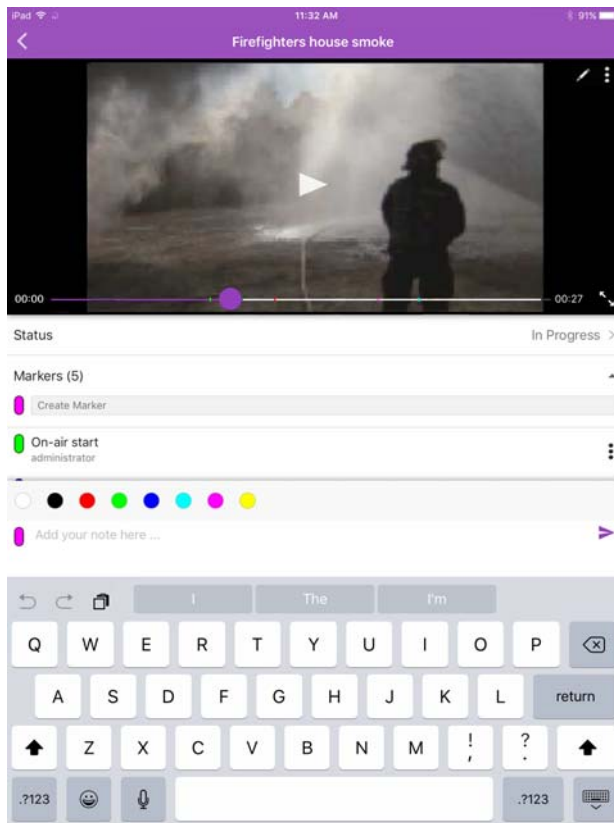 iPad 11:32 AM 91%
Firefighters house smoke
00:00 00:27
Status In Progress
Markers (5)
Create Marker
On-air start
administrator
Add your note here ...
I The I'm
Q W E R T Y U I O P
A S D F G H J K L return
Z X C V B N M ! , ? .
.?123 .?123